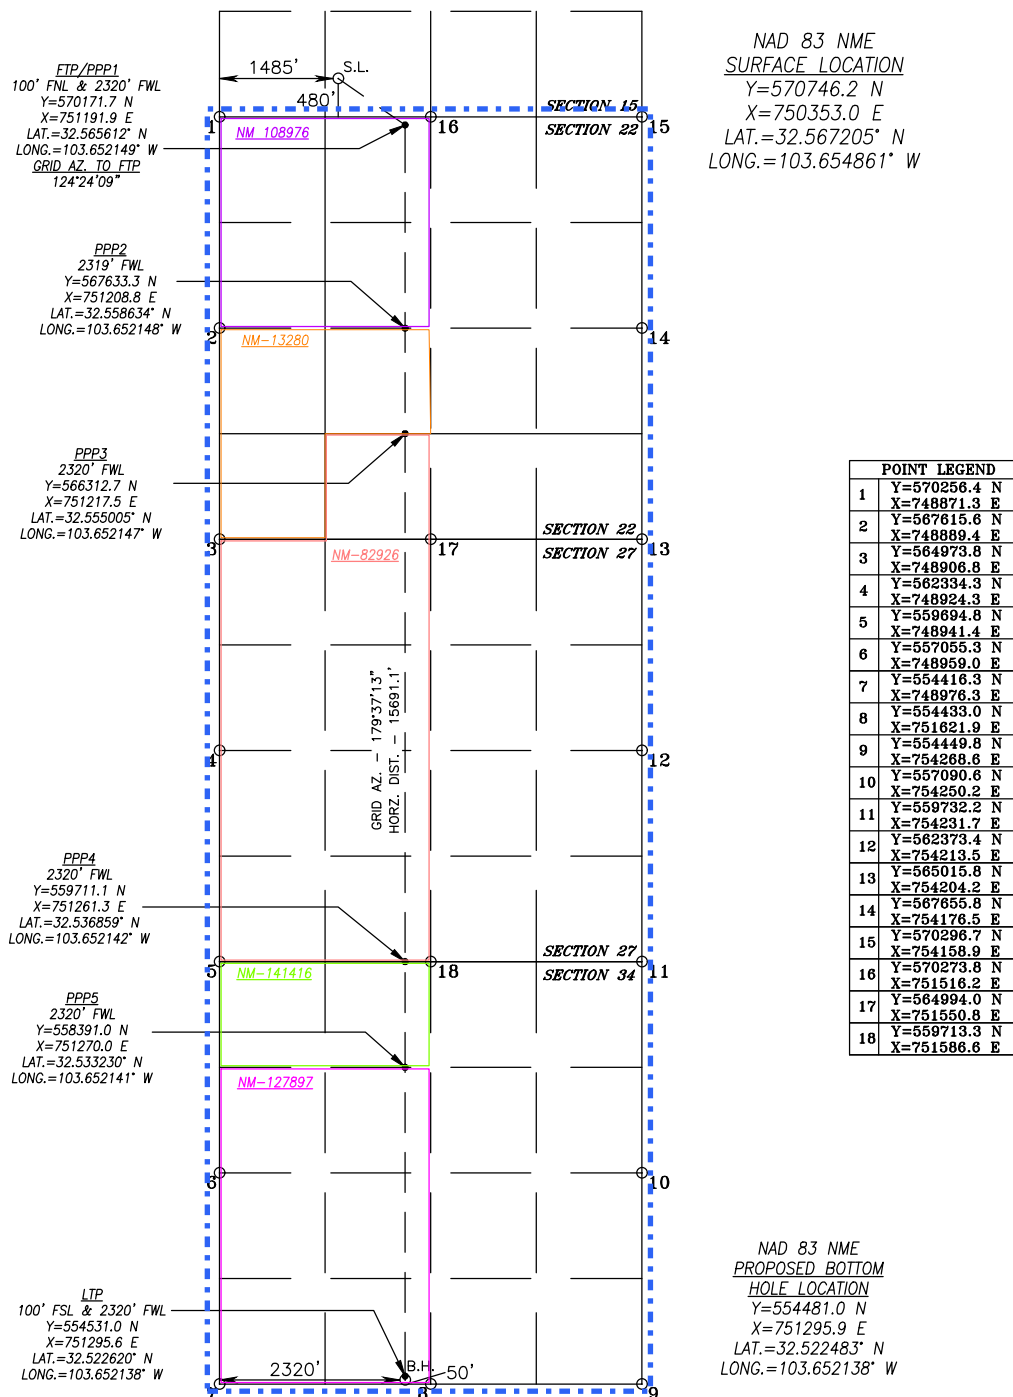 FTP/PPP1
100' FNL & 2320' FWL
Y=570171.7 N
X=751191.9 E
LAT.=32.565612° N
LONG.=103.652149° W
GRID AZ. TO FTP
124°24'09"
1485'
S.L.
480'
SECTION 15
SECTION 22
1
16
15
NM 108976
NAD 83 NME
SURFACE LOCATION
Y=570746.2 N
X=750353.0 E
LAT.=32.567205° N
LONG.=103.654861° W
PPP2
2319' FWL
Y=567633.3 N
X=751208.8 E
LAT.=32.558634° N
LONG.=103.652148° W
2
14
NM-13280
PPP3
2320' FWL
Y=566312.7 N
X=751217.5 E
LAT.=32.555005° N
LONG.=103.652147° W
SECTION 22
SECTION 27
3
17
13
NM-82926
GRID AZ. – 179°37'13"
HORZ. DIST. – 15691.1'
4
12
PPP4
2320' FWL
Y=559711.1 N
X=751261.3 E
LAT.=32.536859° N
LONG.=103.652142° W
SECTION 27
SECTION 34
5
18
11
NM-141416
PPP5
2320' FWL
Y=558391.0 N
X=751270.0 E
LAT.=32.533230° N
LONG.=103.652141° W
NM-127897
6
10
LTP
100' FSL & 2320' FWL
Y=554531.0 N
X=751295.6 E
LAT.=32.522620° N
LONG.=103.652138° W
2320'
B.H.
50'
7
8
9
POINT LEGEND
1 Y=570256.4 N
X=748871.3 E
2 Y=567615.6 N
X=748889.4 E
3 Y=564973.8 N
X=748906.8 E
4 Y=562334.3 N
X=748924.3 E
5 Y=559694.8 N
X=748941.4 E
6 Y=557055.3 N
X=748959.0 E
7 Y=554416.3 N
X=748976.3 E
8 Y=554433.0 N
X=751621.9 E
9 Y=554449.8 N
X=754268.6 E
10 Y=557090.6 N
X=754250.2 E
11 Y=559732.2 N
X=754231.7 E
12 Y=562373.4 N
X=754213.5 E
13 Y=565015.8 N
X=754204.2 E
14 Y=567655.8 N
X=754176.5 E
15 Y=570296.7 N
X=754158.9 E
16 Y=570273.8 N
X=751516.2 E
17 Y=564994.0 N
X=751550.8 E
18 Y=559713.3 N
X=751586.6 E
NAD 83 NME
PROPOSED BOTTOM
HOLE LOCATION
Y=554481.0 N
X=751295.9 E
LAT.=32.522483° N
LONG.=103.652138° W